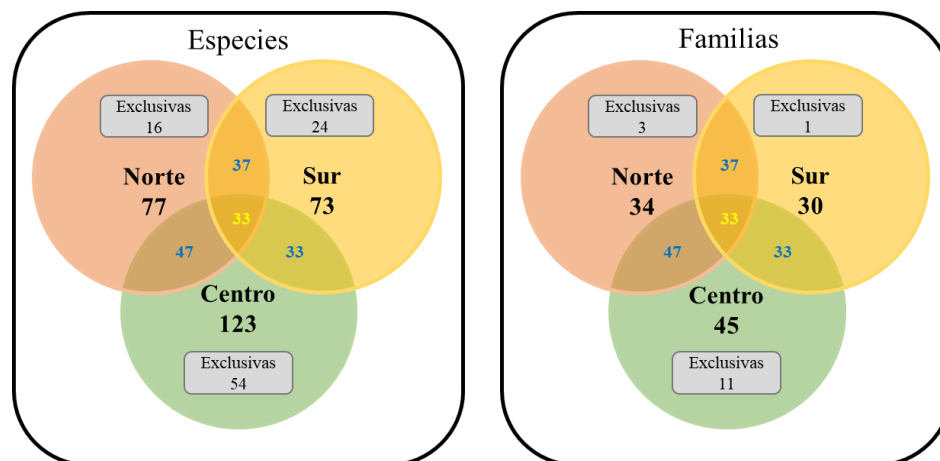 Especies
Exclusivas
16
Exclusivas
24
37
Norte
77
Sur
73
33
47
33
Centro
123
Exclusivas
54
Familias
Exclusivas
3
Exclusivas
1
37
Norte
34
Sur
30
33
47
33
Centro
45
Exclusivas
11